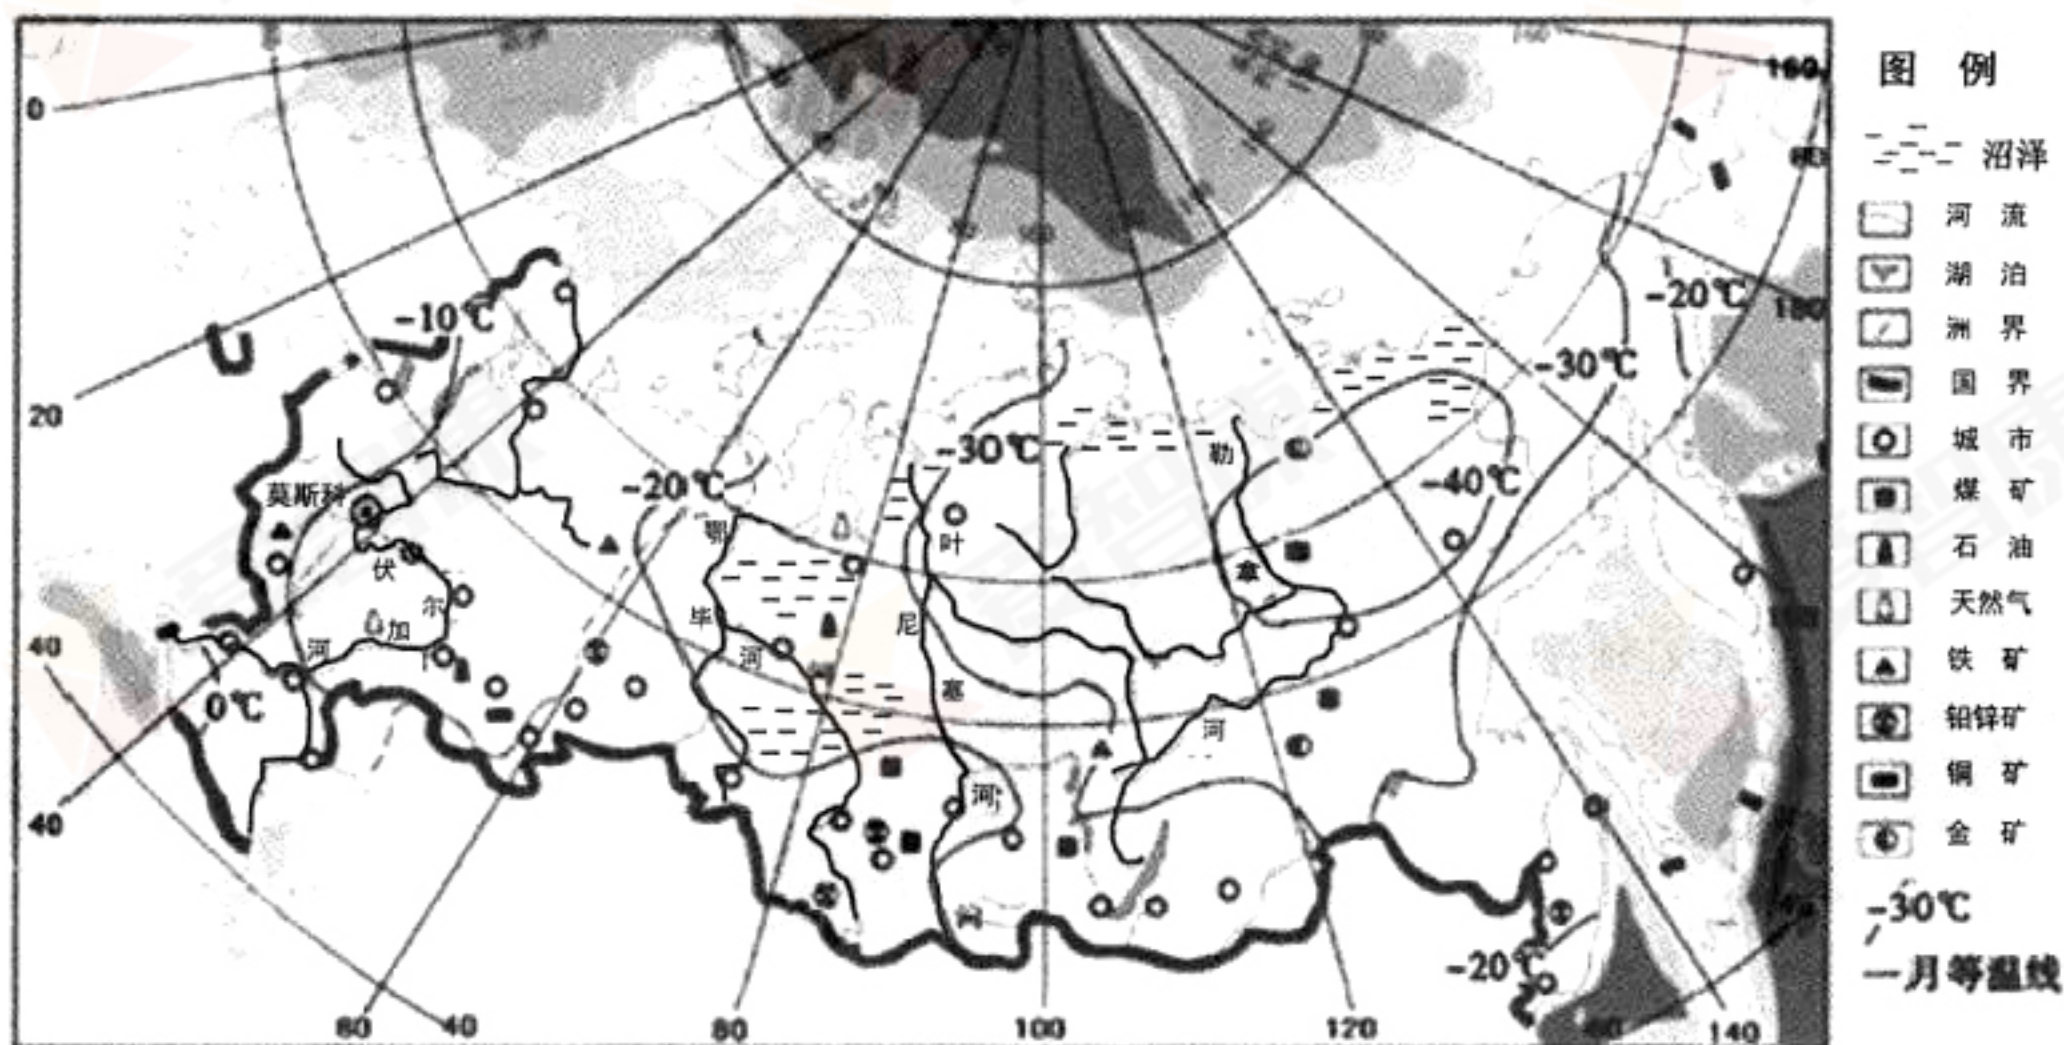 0
20
40
40
60
40
80
100
120
140
160
180
-10℃
-20℃
-30℃
-20℃
-30℃
-40℃
0℃
-20℃
莫斯科
伏
尔
加
河
鄂
毕
河
叶
尼
塞
河
勒
拿
河
图 例
沼泽
河 流
湖 泊
洲 界
国 界
城 市
煤 矿
石 油
天然气
铁 矿
铅锌矿
铜 矿
金 矿
-30℃
一月等温线